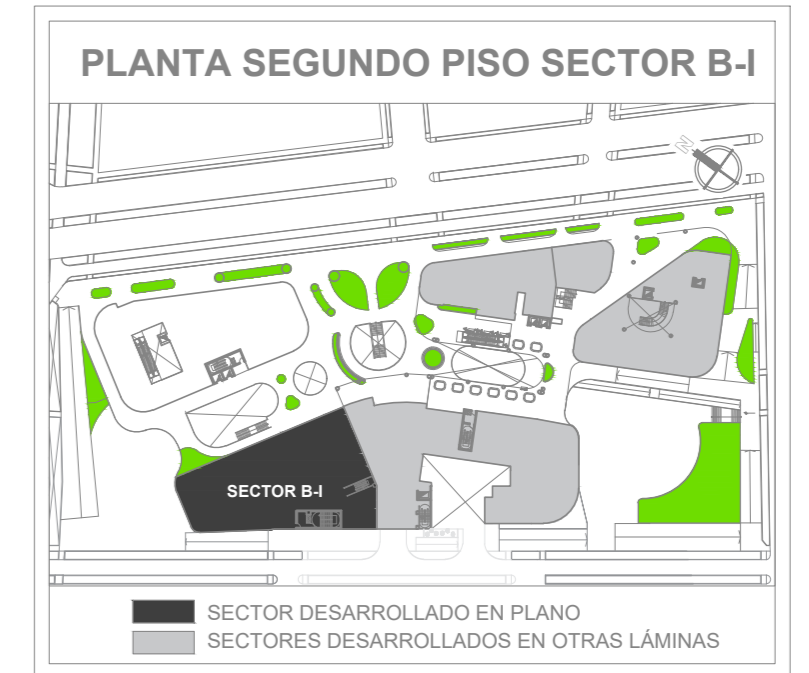 PLANTA SEGUNDO PISO SECTOR B-I
N
SECTOR B-I
SECTOR DESARROLLADO EN PLANO
SECTORES DESARROLLADOS EN OTRAS LÁMINAS